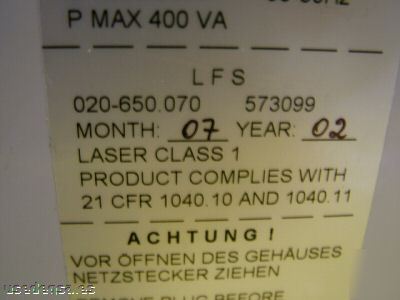 P MAX 400 VA
L F S
020-650.070 573099
MONTH: 07 YEAR: 02
LASER CLASS 1
PRODUCT COMPLIES WITH
21 CFR 1040.10 AND 1040.11
ACHTUNG!
VOR ÖFFNEN DES GEHÄUSES
NETZSTECKER ZIEHEN